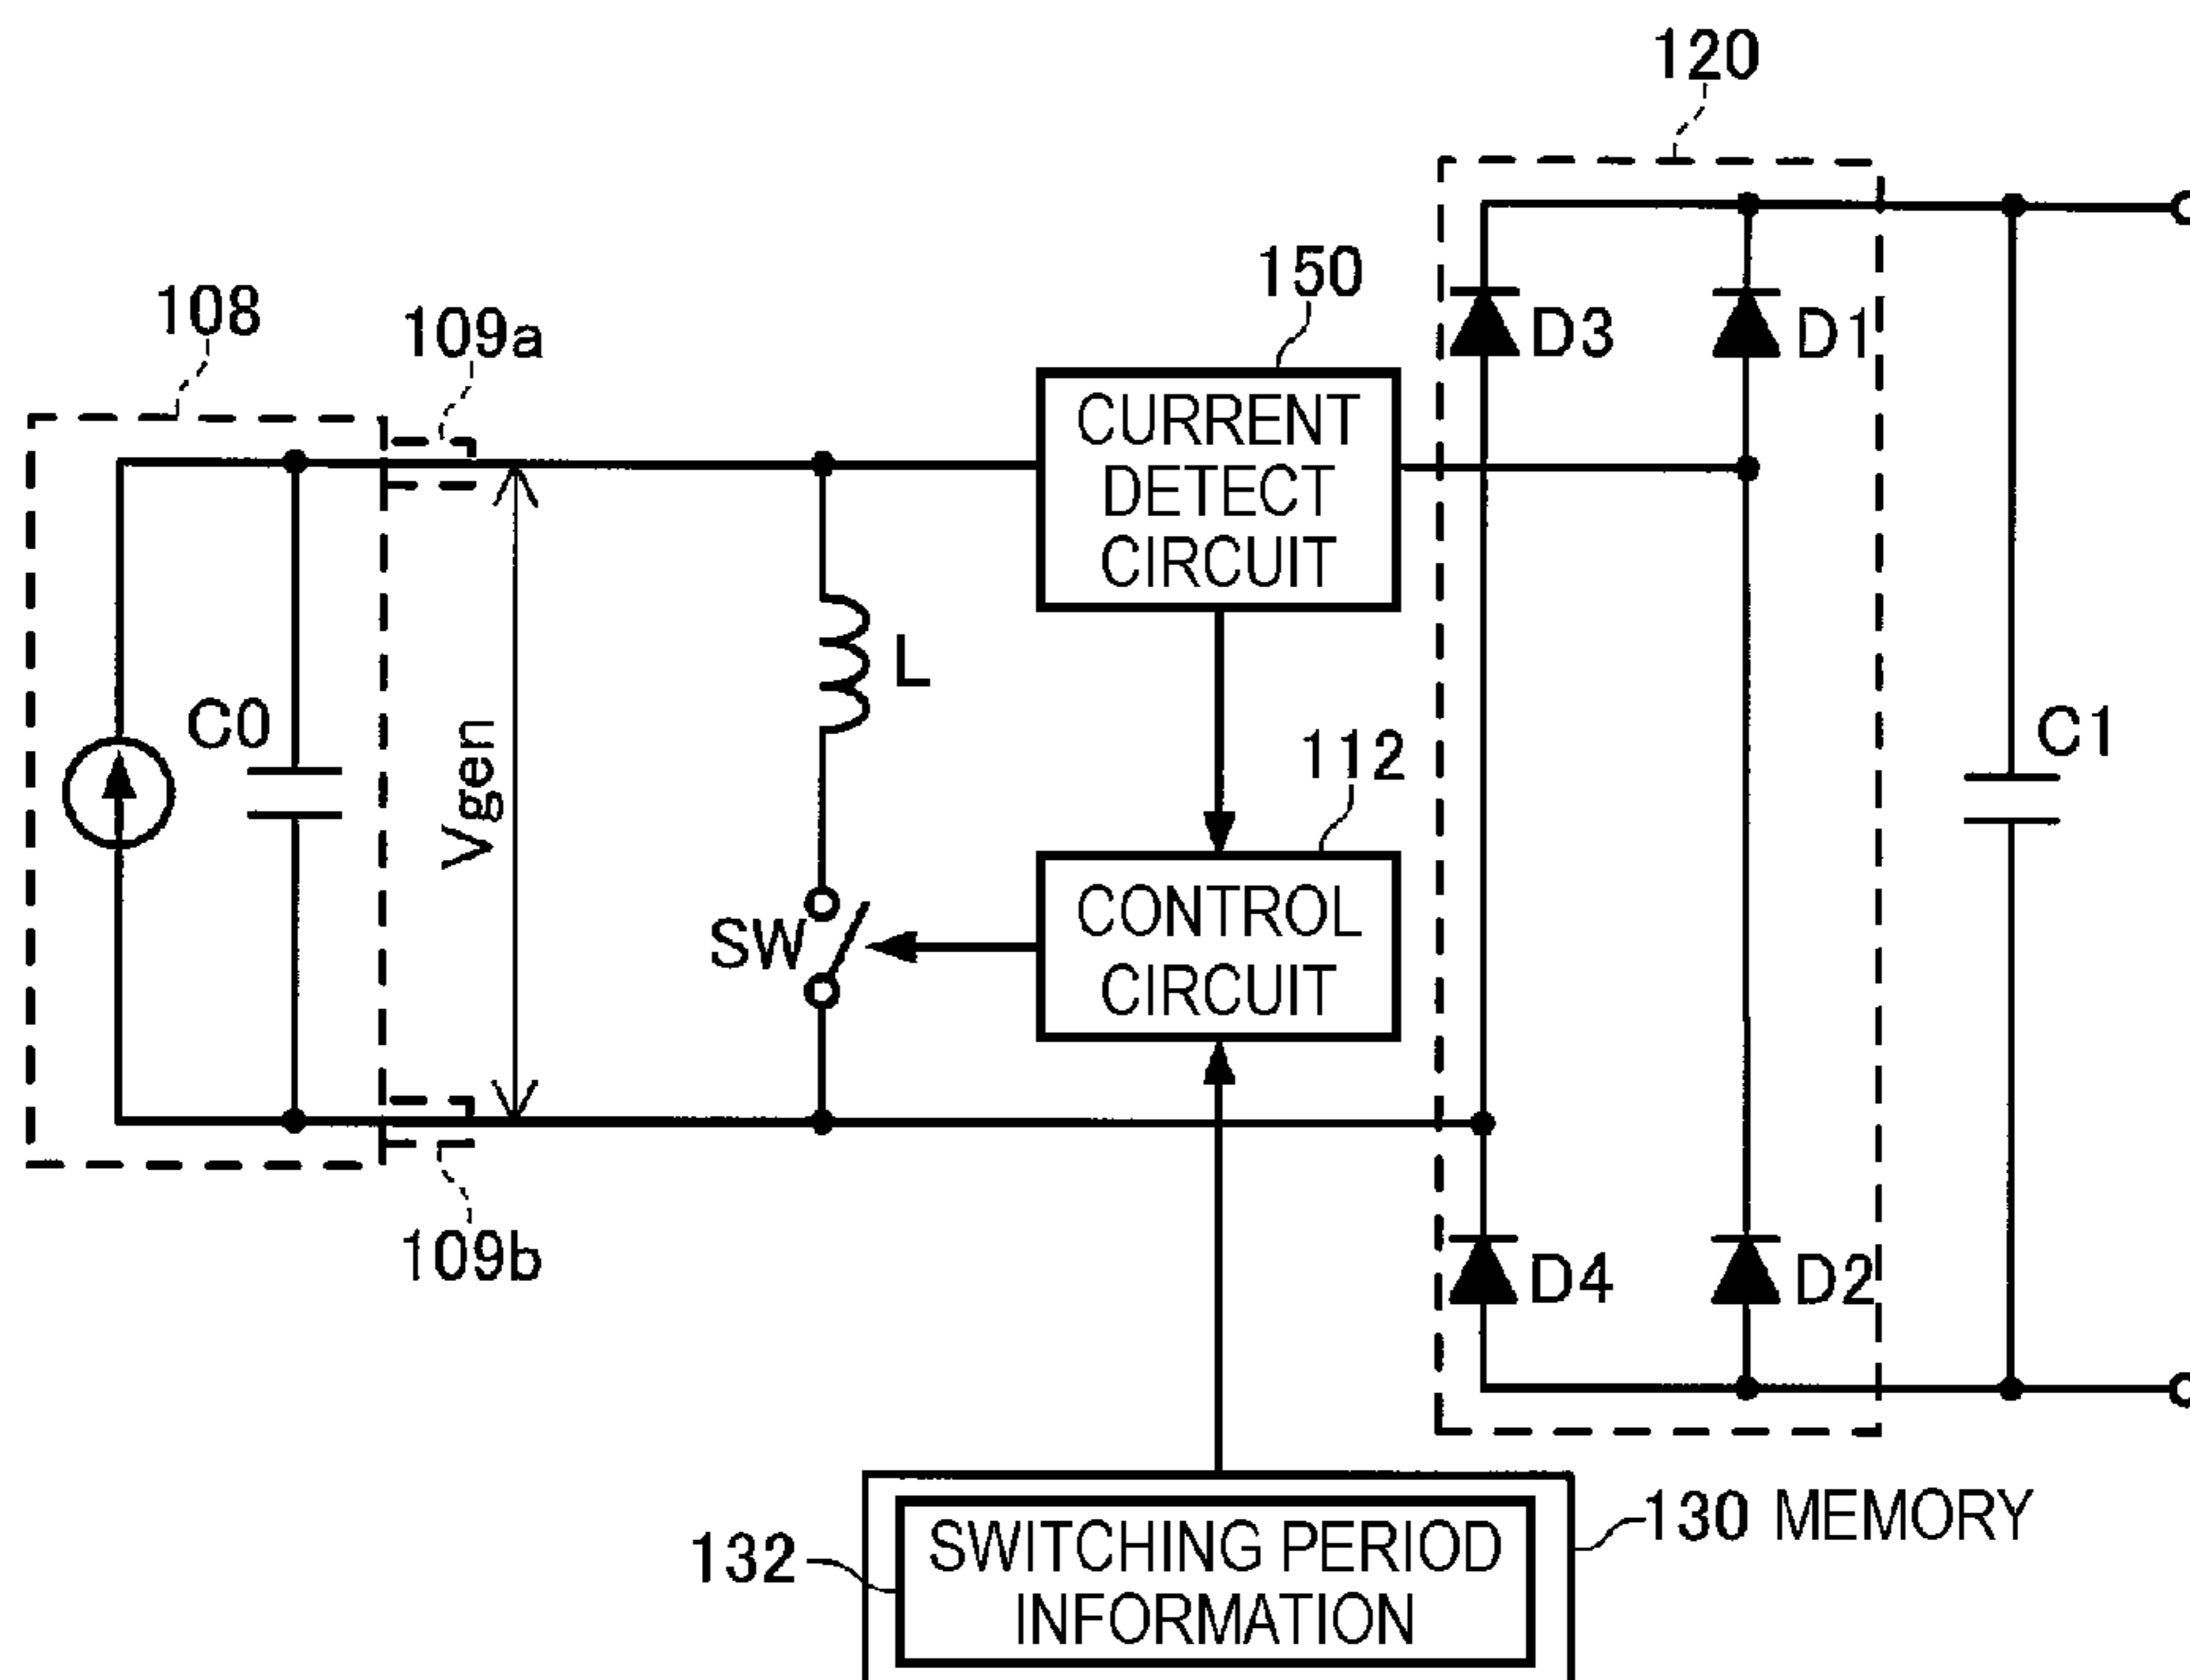 120
150
108
109a
D3
D1
CURRENT
DETECT
CIRCUIT
L
C0
Vgen
C1
112
SW
CONTROL
CIRCUIT
109b
D4
D2
130 MEMORY
132
SWITCHING PERIOD
INFORMATION